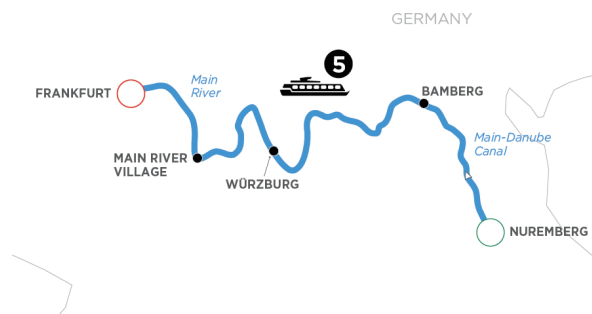 GERMANY
5
Main
River
FRANKFURT
BAMBERG
Main-Danube
Canal
MAIN RIVER
VILLAGE
WÜRZBURG
NUREMBERG